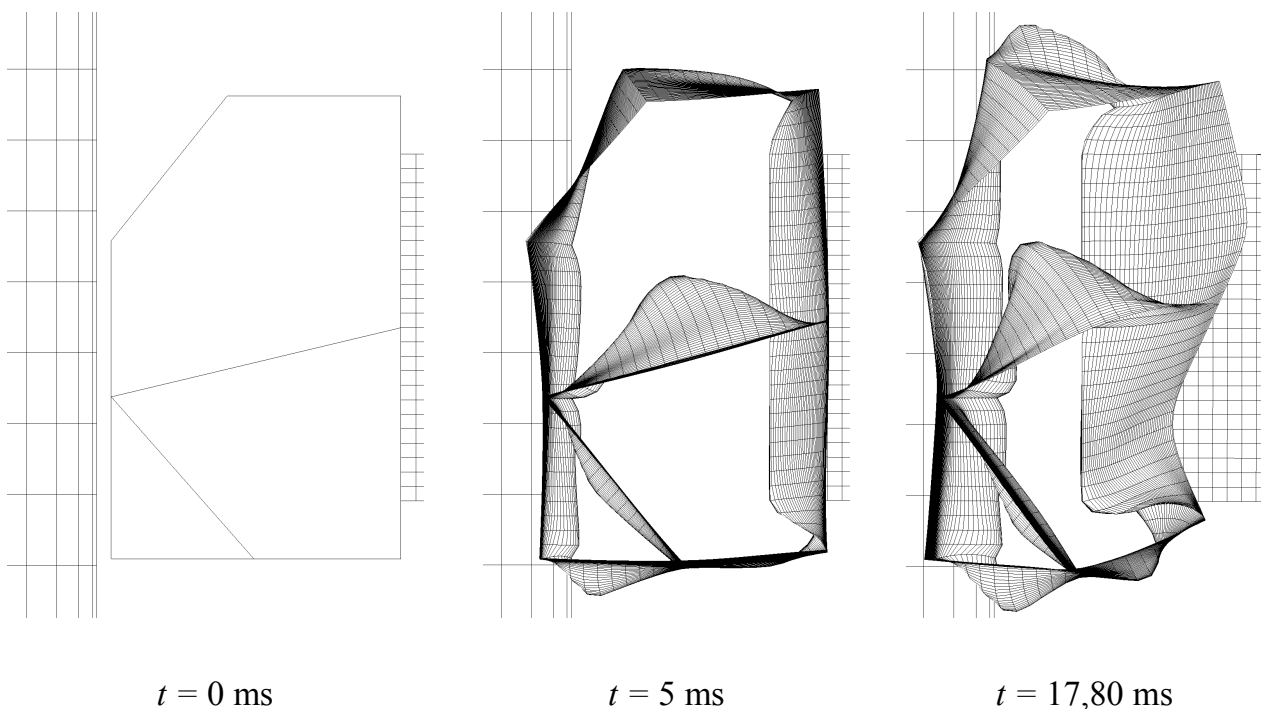 t = 0 ms
t = 5 ms
t = 17,80 ms